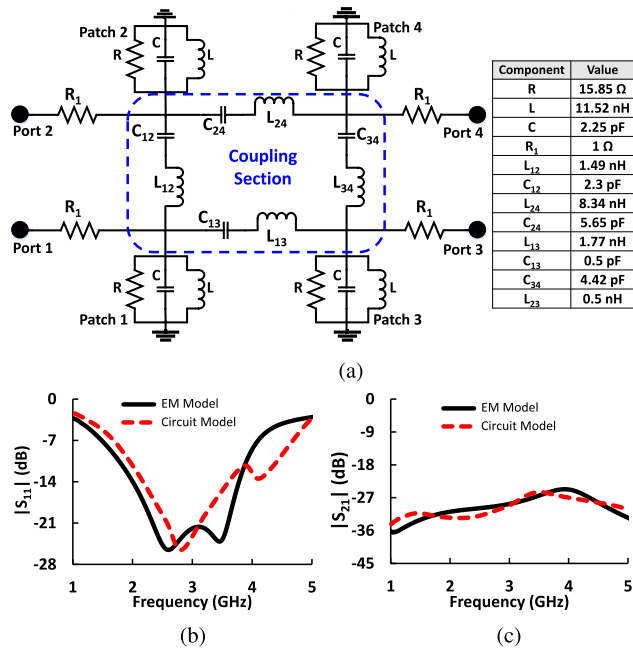 Patch 2
R
C
L
Patch 4
R
C
L
R1
Port 2
C12
C24
L24
C34
R1
Port 4
Coupling
Section
L12
L34
R1
Port 1
C13
L13
R1
Port 3
R
C
L
Patch 1
R
C
L
Patch 3
Component Value
R 15.85 Ω
L 11.52 nH
C 2.25 pF
R1 1 Ω
L12 1.49 nH
C12 2.3 pF
L24 8.34 nH
C24 5.65 pF
L13 1.77 nH
C13 0.5 pF
C34 4.42 pF
L23 0.5 nH
(a)
|S11| (dB)
0
-7
-14
-21
-28
EM Model
Circuit Model
1 2 3 4 5
Frequency (GHz)
(b)
|S21| (dB)
0
-9
-18
-27
-36
-45
EM Model
Circuit Model
1 2 3 4 5
Frequency (GHz)
(c)